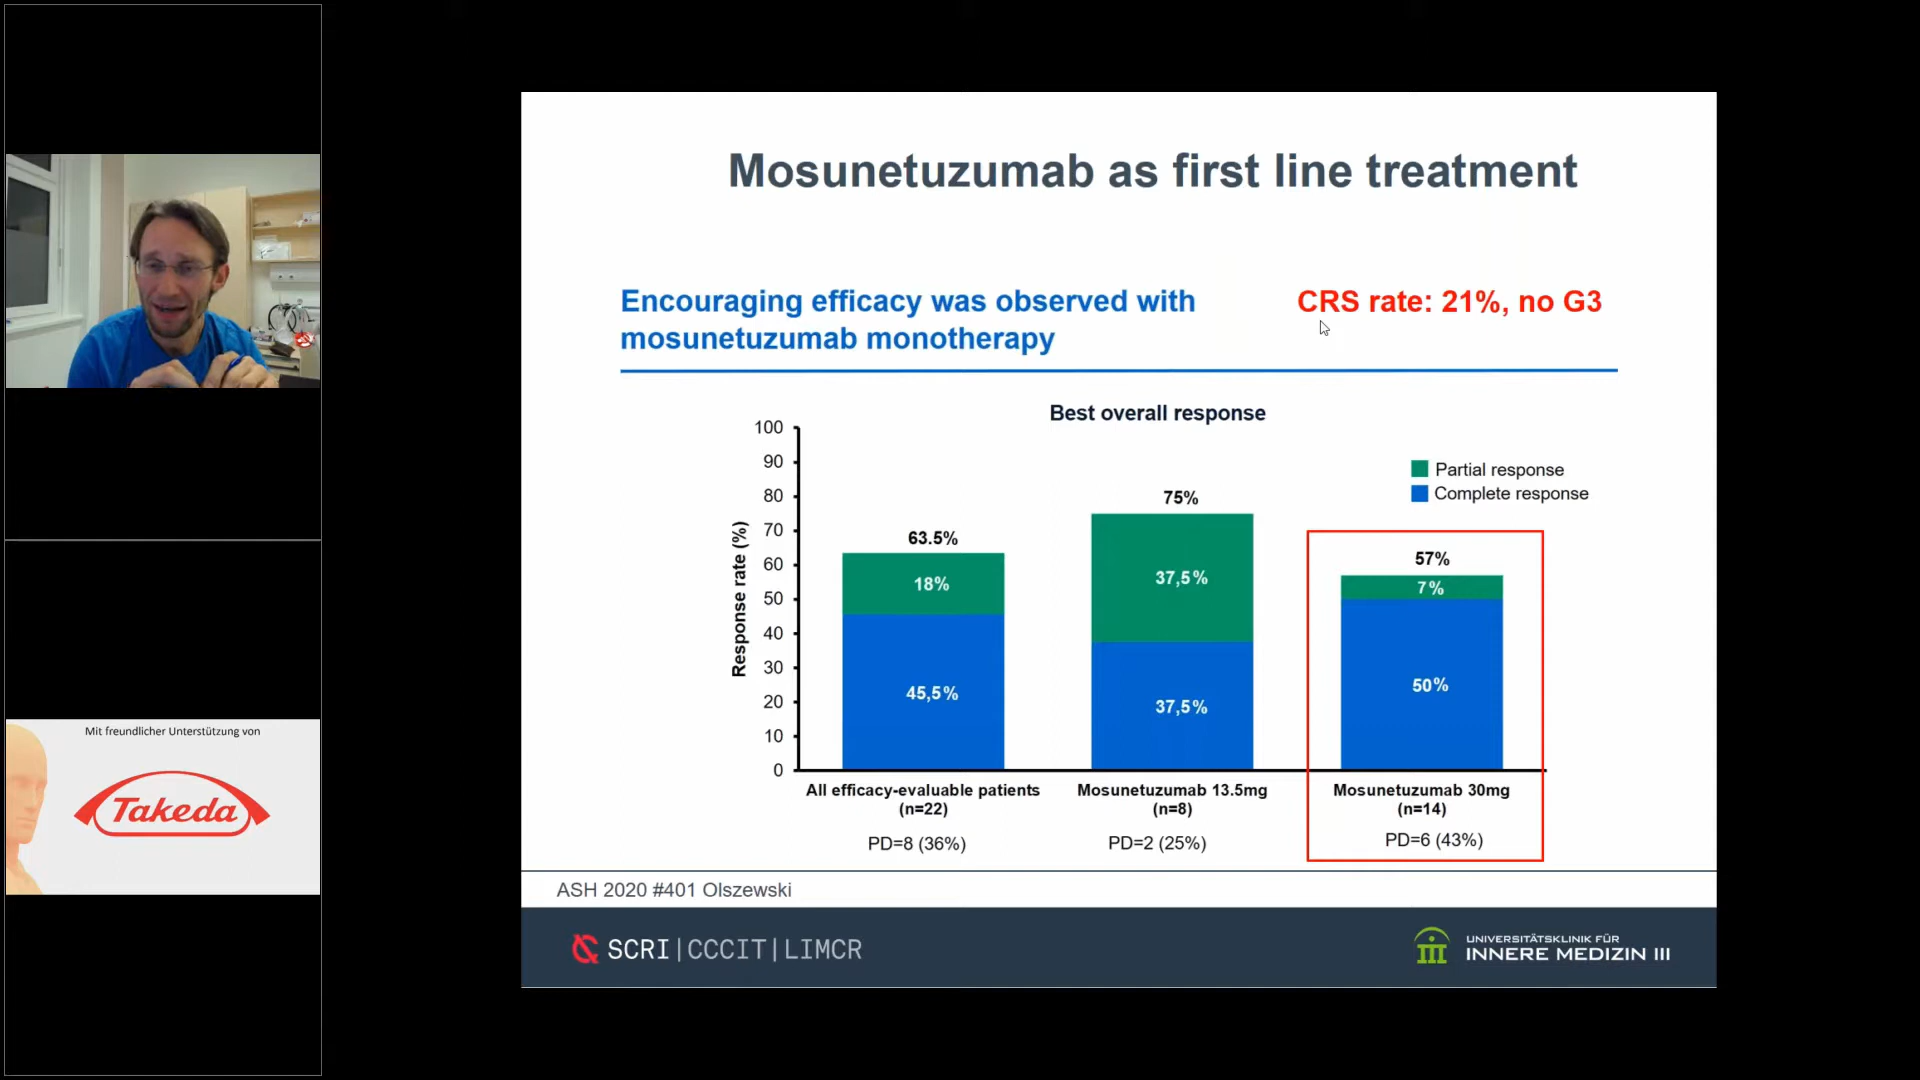 Mosunetuzumab as first line treatment
Encouraging efficacy was observed with
mosunetuzumab monotherapy
CRS rate: 21%, no G3
Best overall response
Response rate (%)
100
90
80
70
60
50
40
30
20
10
0
Partial response
Complete response
63.5%
18%
45,5%
75%
37,5%
37,5%
57%
7%
50%
All efficacy-evaluable patients
(n=22)
PD=8 (36%)
Mosunetuzumab 13.5mg
(n=8)
PD=2 (25%)
Mosunetuzumab 30mg
(n=14)
PD=6 (43%)
ASH 2020 #401 Olszewski
SCRI|CCCIT|LIMCR
UNIVERSITÄTSKLINIK FÜR
INNERE MEDIZIN III
Mit freundlicher Unterstützung von
Takeda